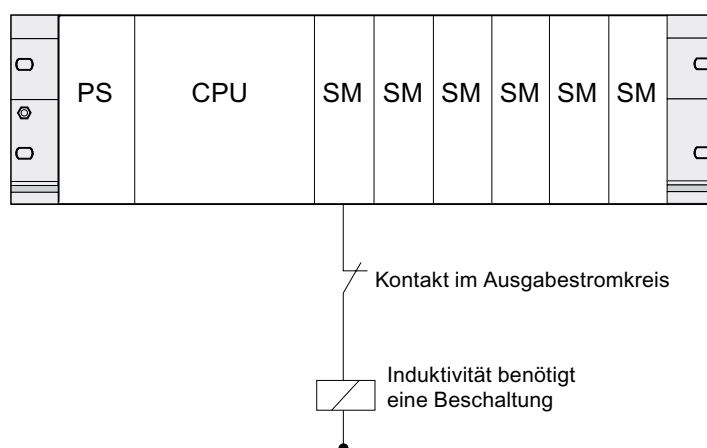 PS CPU SM SM SM SM SM SM
Kontakt im Ausgabestromkreis
Induktivität benötigt
eine Beschaltung